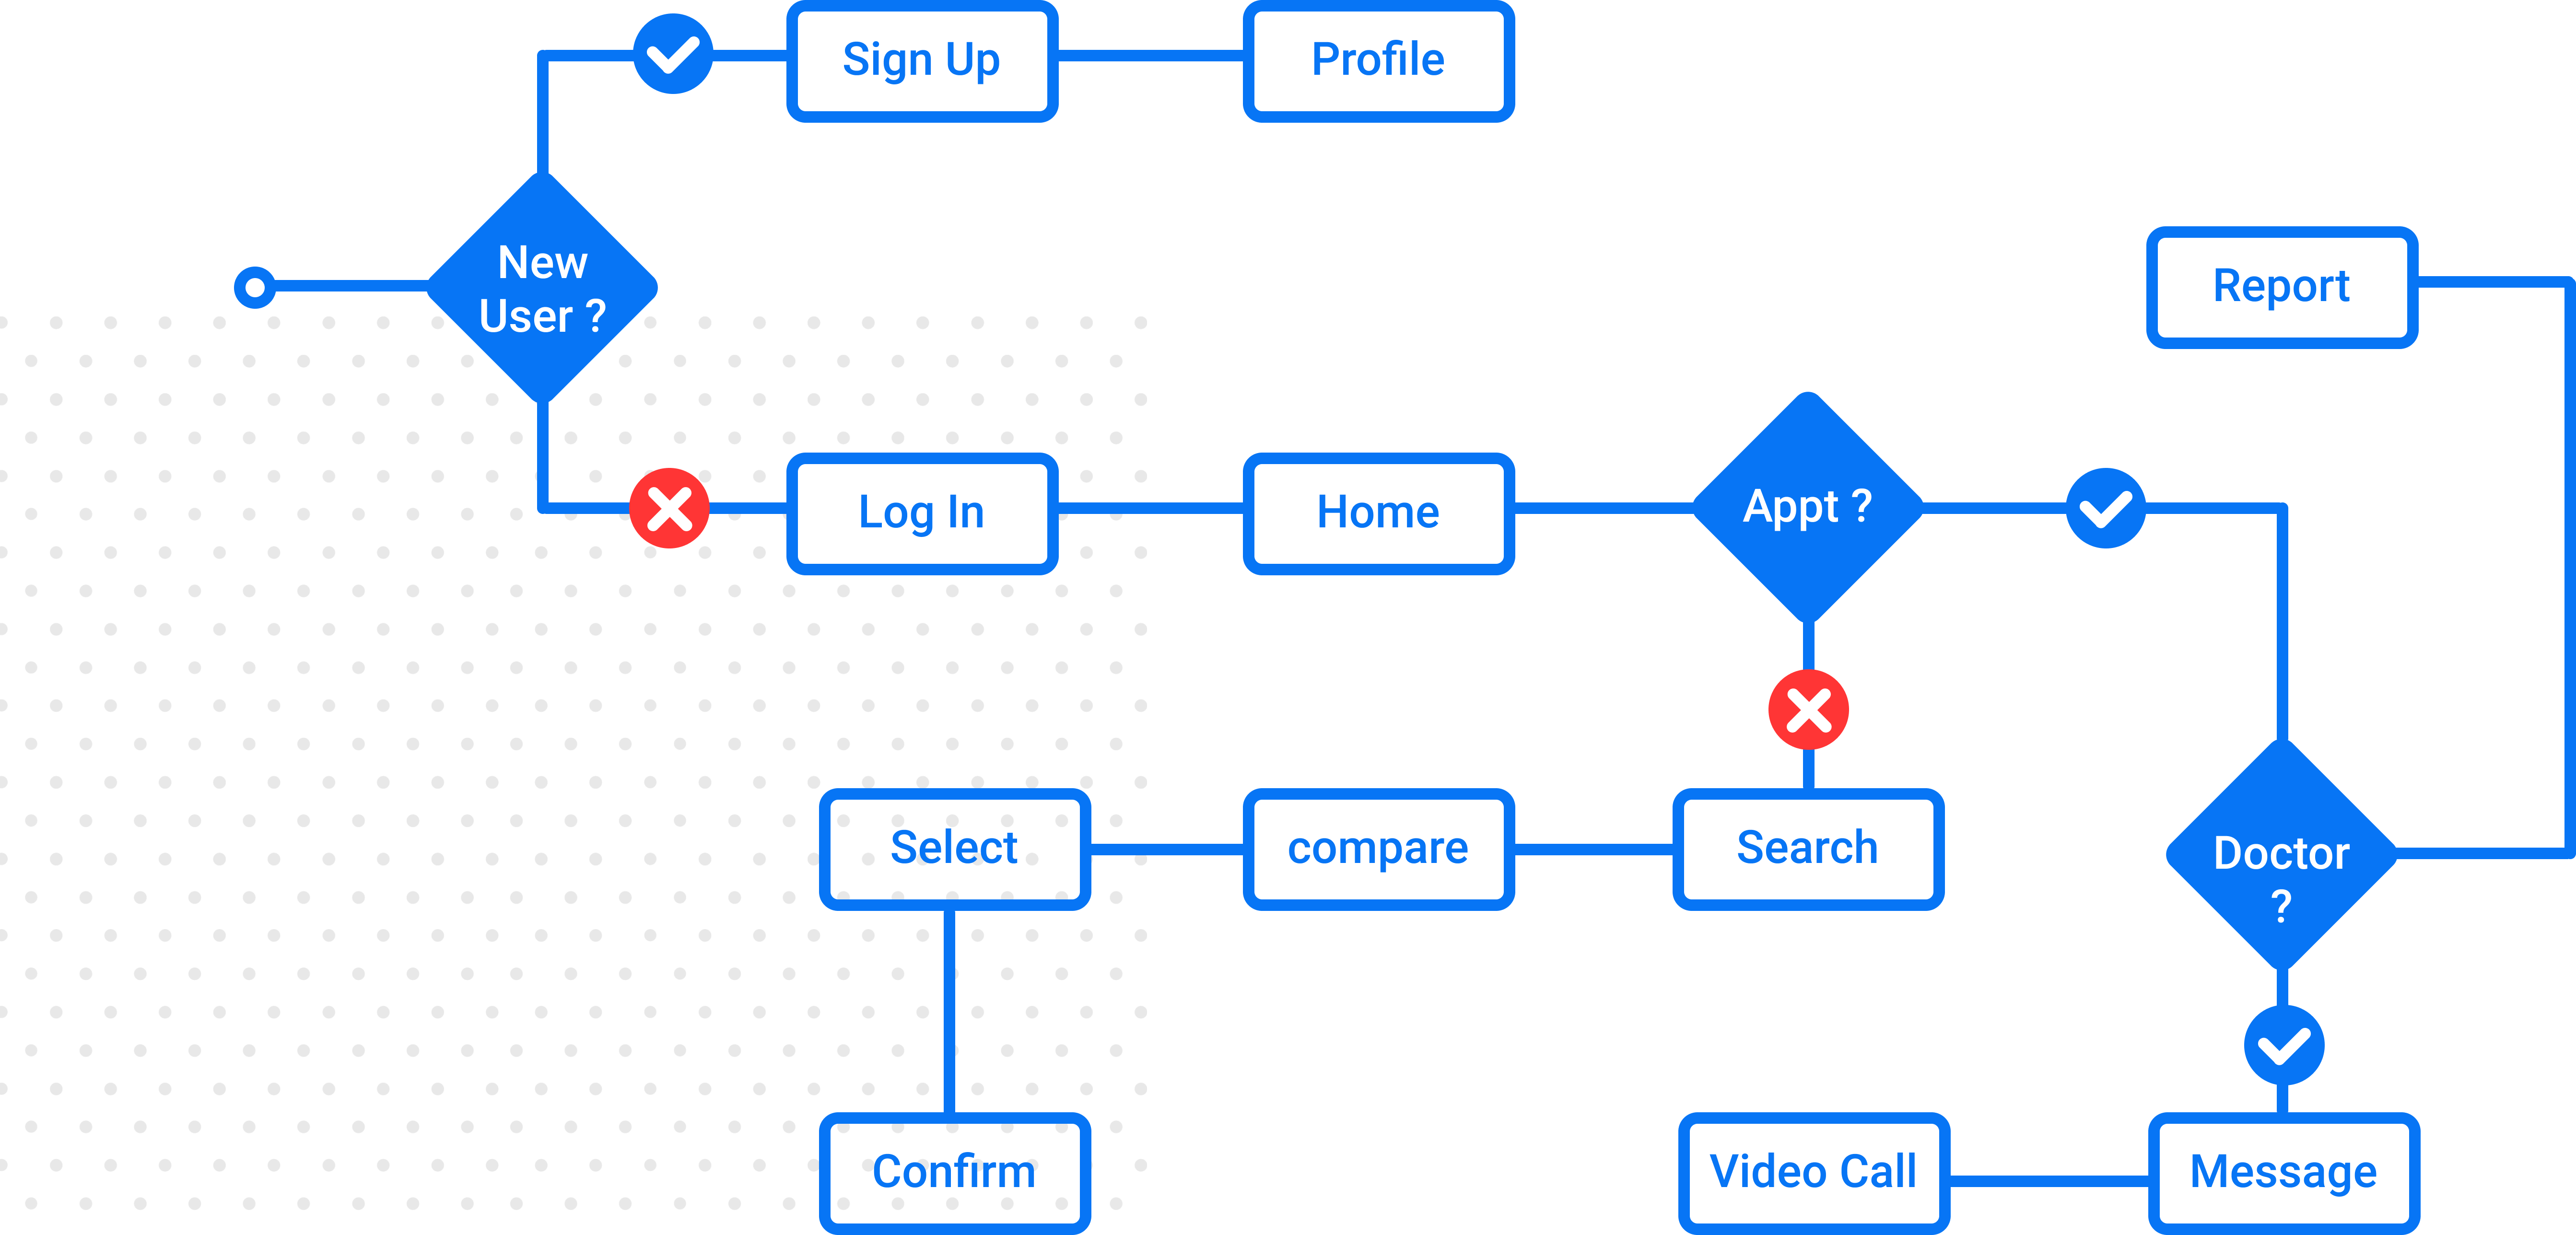 Sign Up
Profile
New
User ?
Report
Log In
Home
Appt ?
Select
compare
Search
Doctor
?
Confirm
Video Call
Message